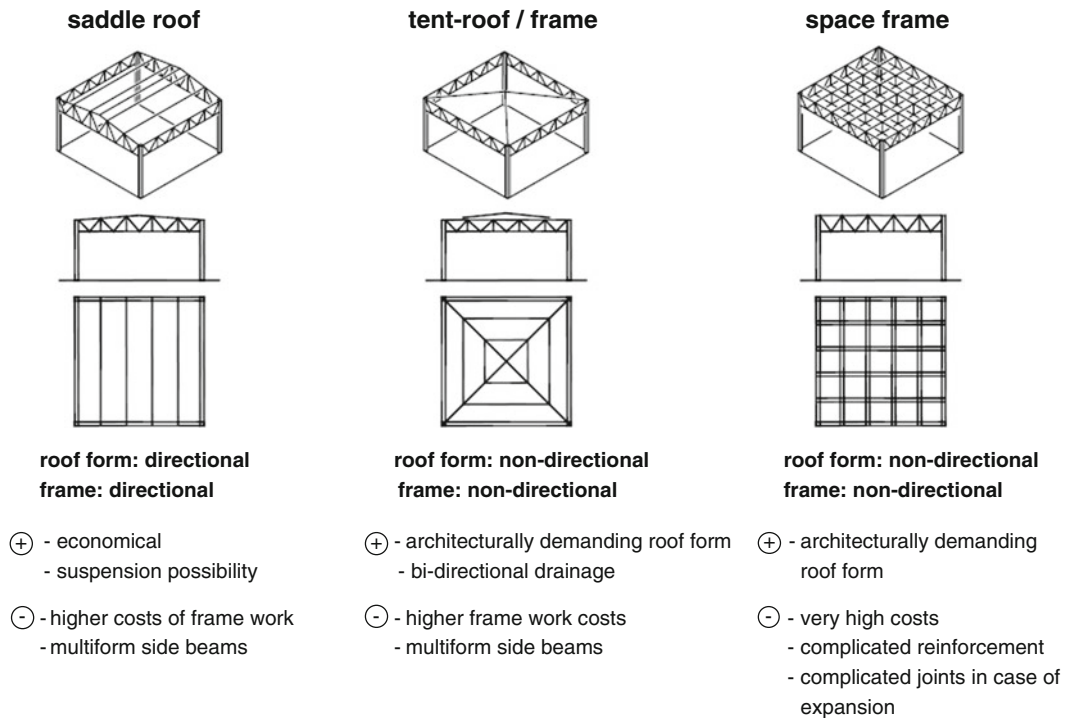 saddle roof
roof form: directional
frame: directional
(+) - economical
- suspension possibility
(-) - higher costs of frame work
- multiform side beams
tent-roof / frame
roof form: non-directional
frame: non-directional
(+) - architecturally demanding roof form
- bi-directional drainage
(-) - higher frame work costs
- multiform side beams
space frame
roof form: non-directional
frame: non-directional
(+) - architecturally demanding
roof form
(-) - very high costs
- complicated reinforcement
- complicated joints in case of
expansion